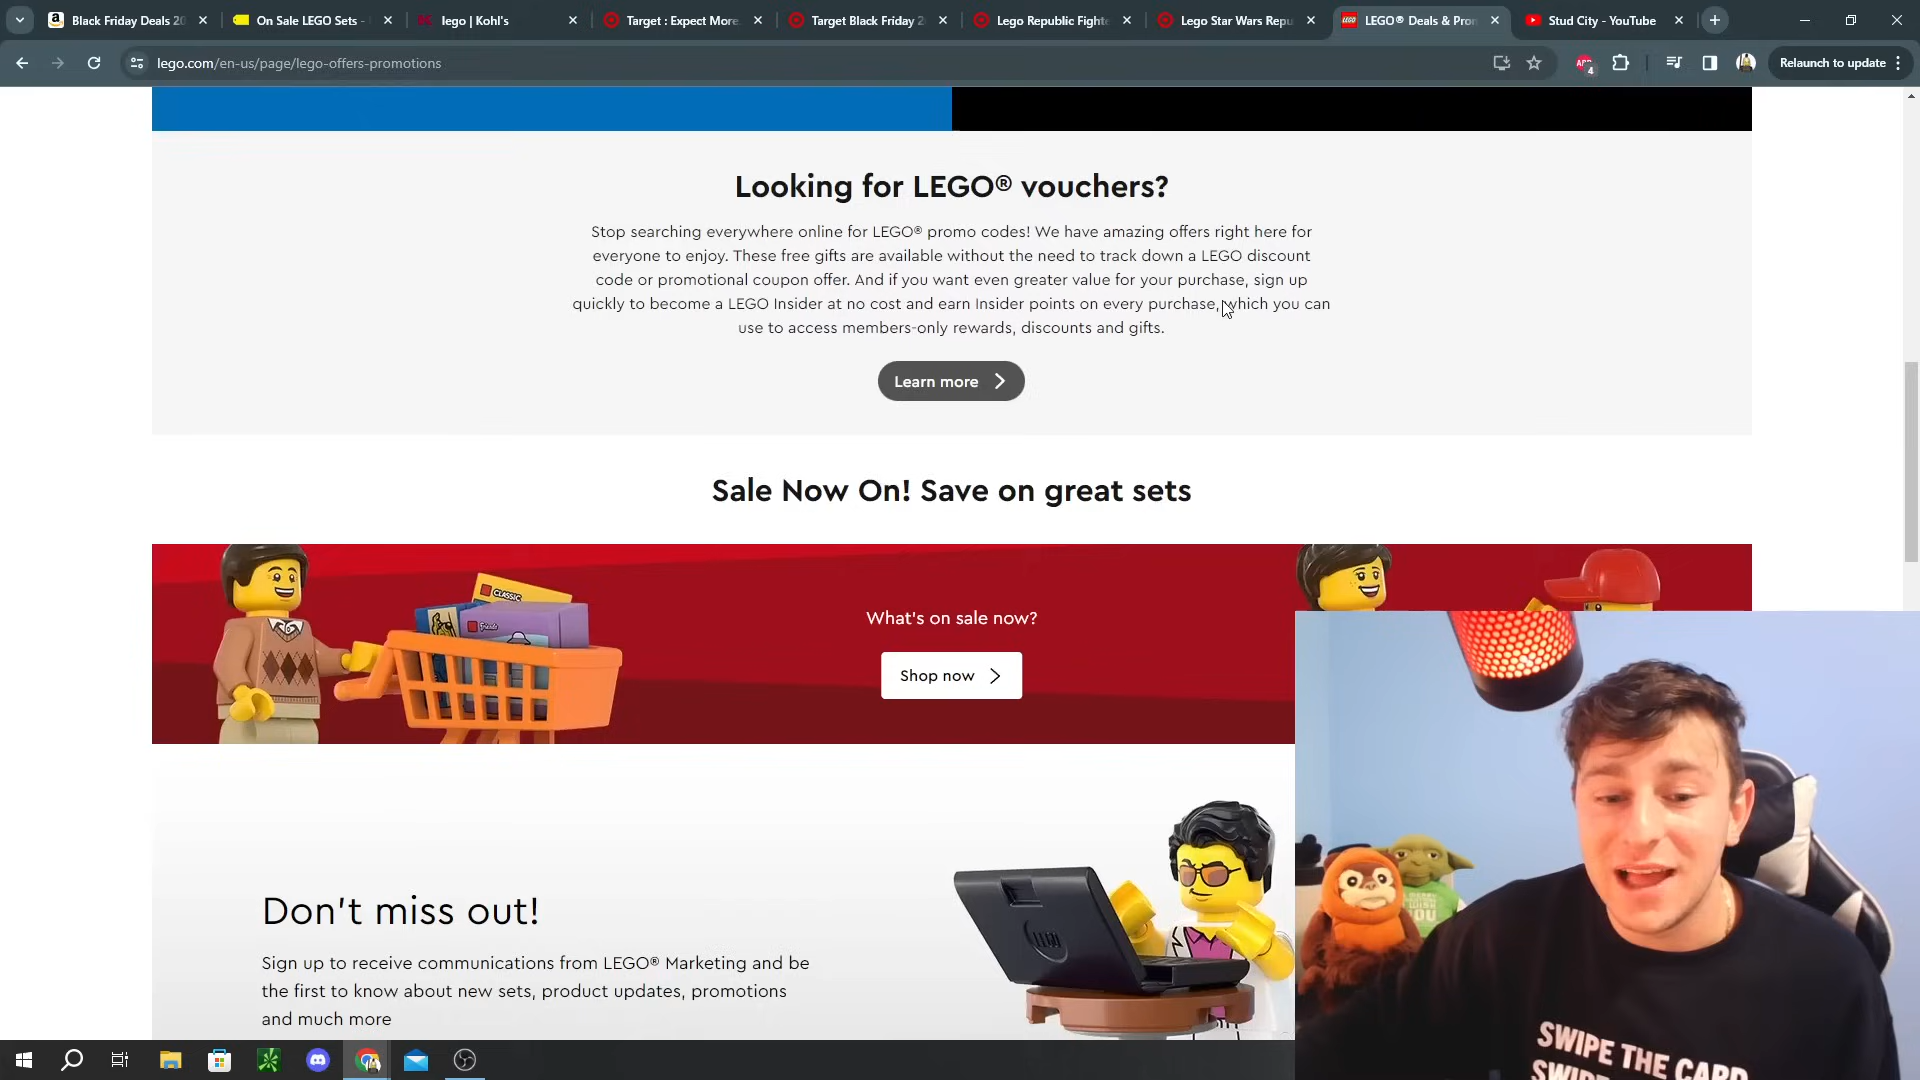 Black Friday Deals 20
On Sale LEGO Sets -
lego | Kohl's
Target : Expect More
Target Black Friday 2
Lego Republic Fighte
Lego Star Wars Repu
LEGO® Deals & Pron
Stud City - YouTube
lego.com/en-us/page/lego-offers-promotions
4
Relaunch to update
Looking for LEGO® vouchers?
Stop searching everywhere online for LEGO® promo codes! We have amazing offers right here for
everyone to enjoy. These free gifts are available without the need to track down a LEGO discount
code or promotional coupon offer. And if you want even greater value for your purchase, sign up
quickly to become a LEGO Insider at no cost and earn Insider points on every purchase, which you can
use to access members-only rewards, discounts and gifts.
Learn more
Sale Now On! Save on great sets
CLASSIC
Friends
What's on sale now?
Shop now
Don't miss out!
Sign up to receive communications from LEGO® Marketing and be
the first to know about new sets, product updates, promotions
and much more
LEGO
SWIPE THE CARD